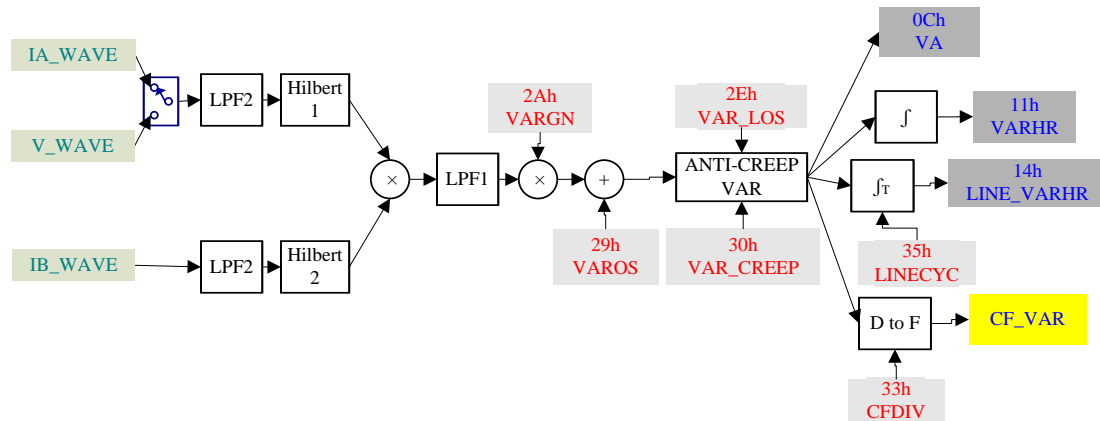 0Ch
VA
IA_WAVE
LPF2
Hilbert
1
2Ah
VARGN
2Eh
VAR_LOS
∫
11h
VARHR
V_WAVE
×
LPF1
×
+
ANTI-CREEP
VAR
∫T
14h
LINE_VARHR
IB_WAVE
LPF2
Hilbert
2
29h
VAROS
30h
VAR_CREEP
35h
LINECYC
D to F
CF_VAR
33h
CFDIV